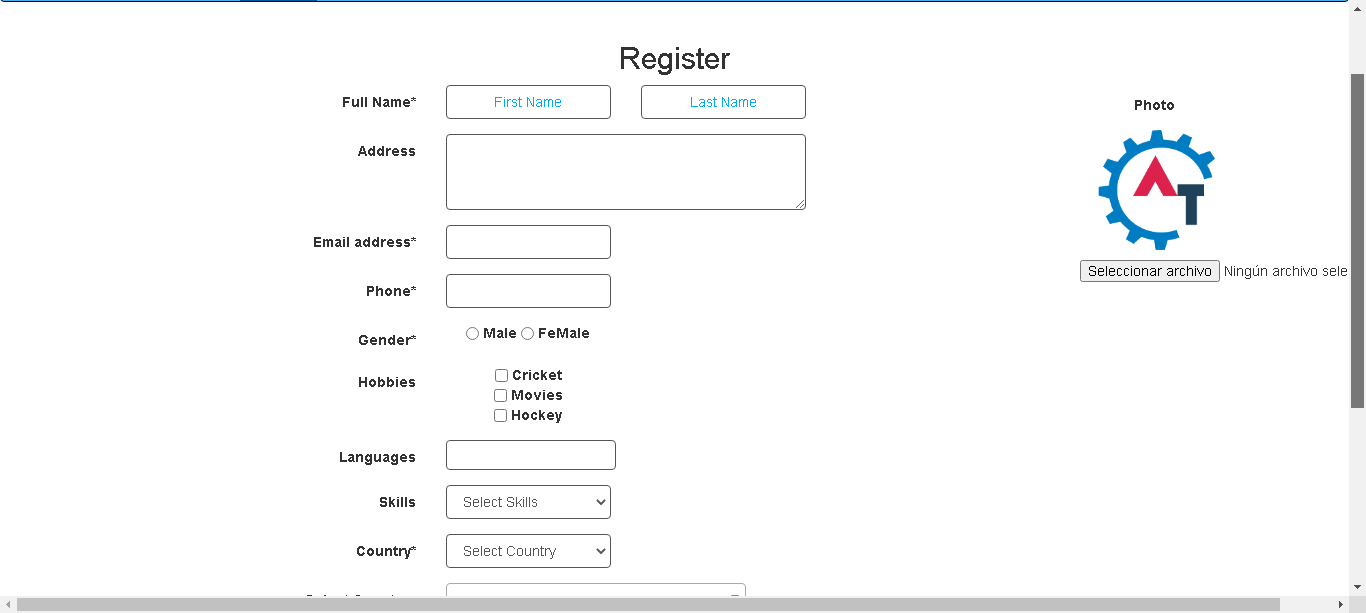 Register
Full Name* First Name Last Name
Photo
Address
Email address*
Seleccionar archivo Ningún archivo sele
Phone*
Gender* Male FeMale
Hobbies Cricket
Movies
Hockey
Languages
Skills Select Skills
Country* Select Country